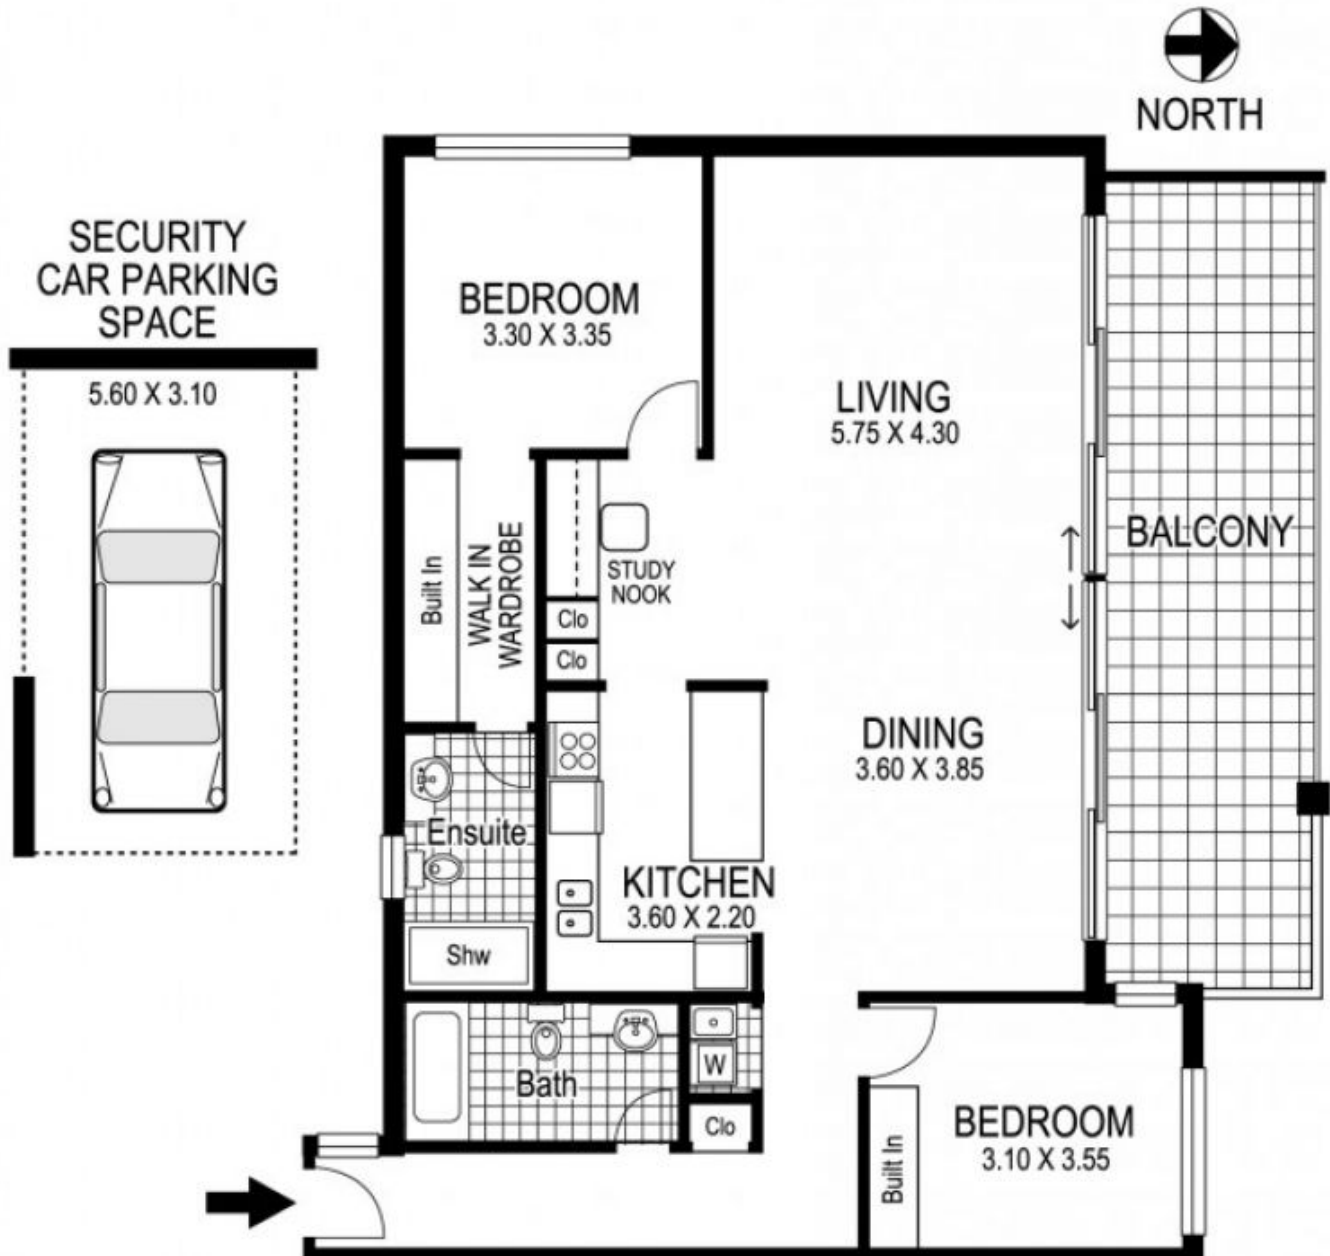 NORTH
SECURITY
CAR PARKING
SPACE
5.60 X 3.10
BEDROOM
3.30 X 3.35
LIVING
5.75 X 4.30
BALCONY
Built In
WALK IN
WARDROBE
STUDY
NOOK
Clo
Clo
DINING
3.60 X 3.85
Ensuite
KITCHEN
3.60 X 2.20
Shw
Bath
W
Clo
BEDROOM
3.10 X 3.55
Built In